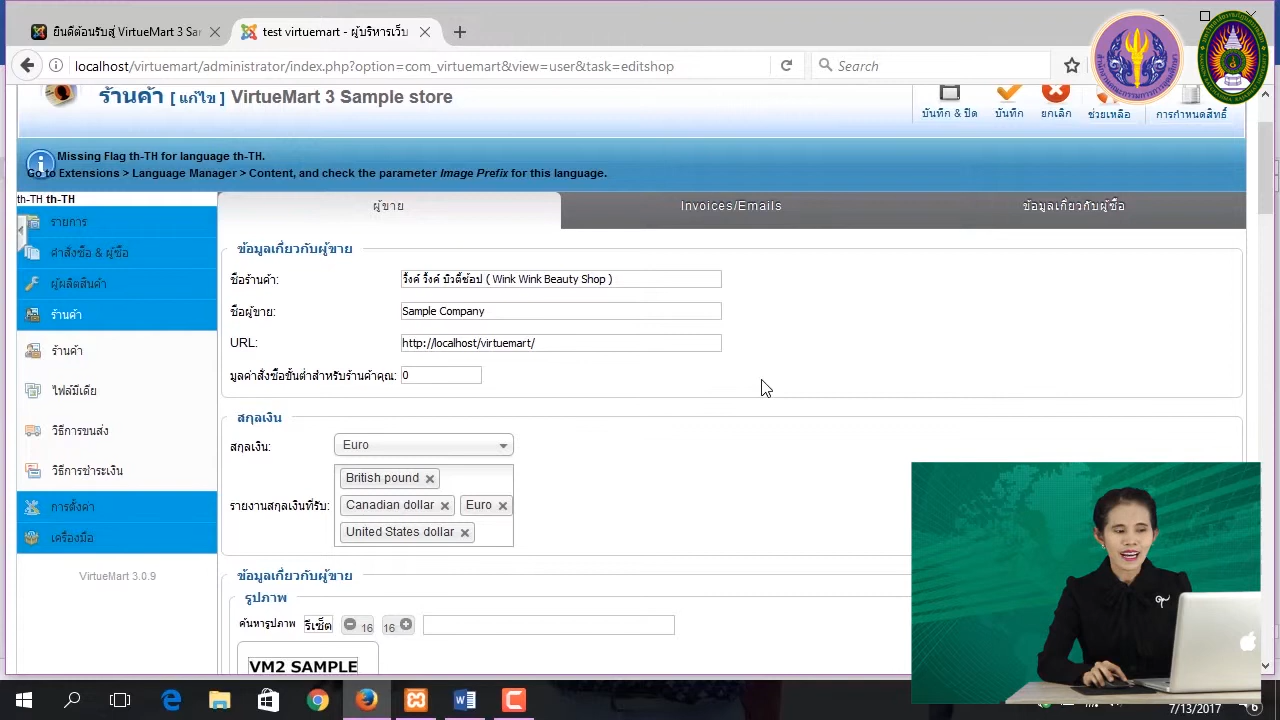 ยินดีต้อนรับสู่ VirtueMart 3 Sar
test virtuemart - ผู้บริหารเว็บ
localhost/virtuemart/administrator/index.php?option=com_virtuemart&view=user&task=editshop
Search
ร้านค้า [ แก้ไข ] VirtueMart 3 Sample store
บันทึก & ปิด
บันทึก
ยกเลิก
ช่วยเหลือ
การกำหนดสิทธิ์
Missing Flag th-TH for language th-TH.
Go to Extensions > Language Manager > Content, and check the parameter Image Prefix for this language.
th-TH th-TH
รายการ
คำสั่งซื้อ & ผู้ซื้อ
ผู้ผลิตสินค้า
ร้านค้า
ร้านค้า
ไฟล์มีเดีย
วิธีการขนส่ง
วิธีการชำระเงิน
การตั้งค่า
เครื่องมือ
VirtueMart 3.0.9
ผู้ขาย
Invoices/Emails
ข้อมูลเกี่ยวกับผู้ซื้อ
ข้อมูลเกี่ยวกับผู้ขาย
ชื่อร้านค้า:
วิ้งค์ วิ้งค์ บิวตี้ช้อป ( Wink Wink Beauty Shop )
ชื่อผู้ขาย:
Sample Company
URL:
http://localhost/virtuemart/
มูลค่าสั่งซื้อขั้นต่ำสำหรับร้านค้าคุณ:
0
สกุลเงิน
สกุลเงิน:
Euro
รายงานสกุลเงินที่รับ:
British pound
Canadian dollar
Euro
United States dollar
ข้อมูลเกี่ยวกับผู้ขาย
รูปภาพ
ค้นหารูปภาพ
รีเซ็ต
16
16
VM2 SAMPLE
7/13/2017